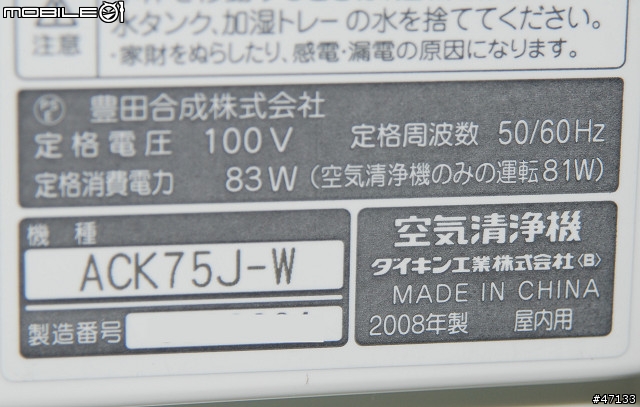 mobile01
注意
水タンク、加湿トレーの水を捨ててください。
・家財をぬらしたり、感電・漏電の原因になります。
豊田合成株式会社
定格電圧 100V 定格周波数 50/60Hz
定格消費電力 83W (空気清浄機のみの運転81W)
機種
ACK75J-W
製造番号
空気清浄機
ダイキン工業株式会社〈B〉
MADE IN CHINA
2008年製 屋内用
#47133